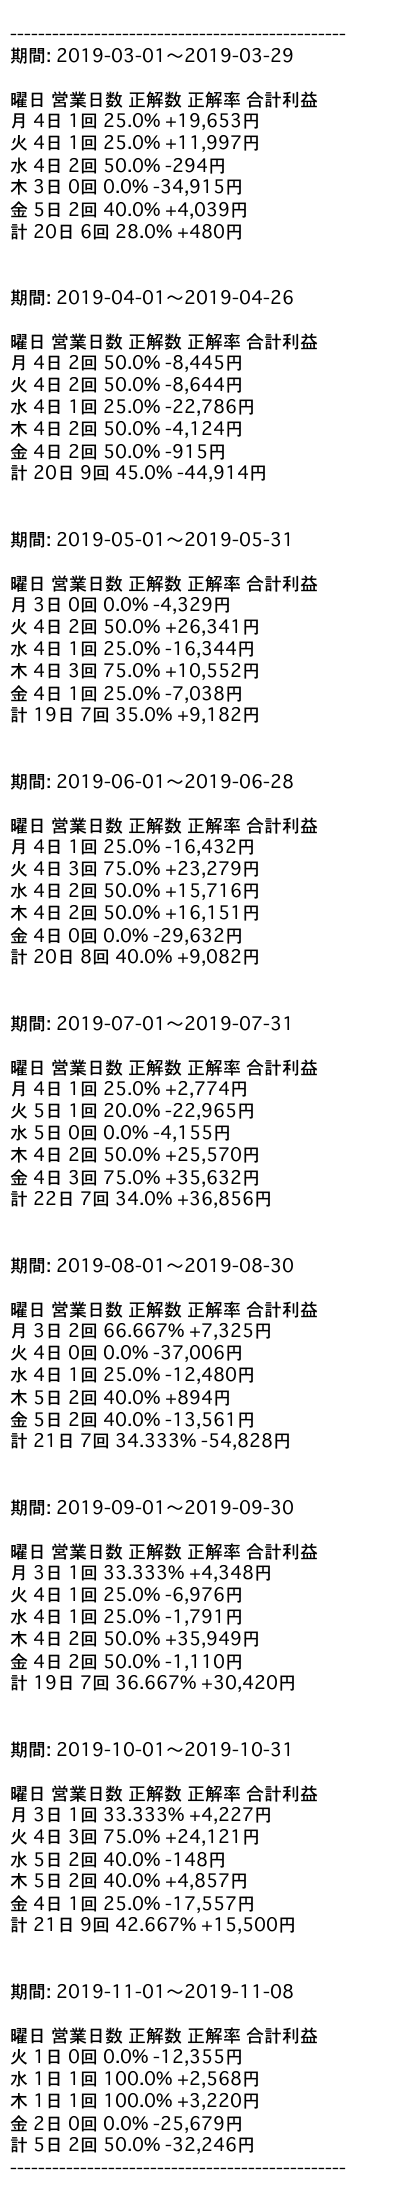 ------------------------------------------------
期間: 2019-03-01～2019-03-29
曜日 営業日数 正解数 正解率 合計利益
月 4日 1回 25.0% +19,653円
火 4日 1回 25.0% +11,997円
水 4日 2回 50.0% -294円
木 3日 0回 0.0% -34,915円
金 5日 2回 40.0% +4,039円
計 20日 6回 28.0% +480円
期間: 2019-04-01～2019-04-26
曜日 営業日数 正解数 正解率 合計利益
月 4日 2回 50.0% -8,445円
火 4日 2回 50.0% -8,644円
水 4日 1回 25.0% -22,786円
木 4日 2回 50.0% -4,124円
金 4日 2回 50.0% -915円
計 20日 9回 45.0% -44,914円
期間: 2019-05-01～2019-05-31
曜日 営業日数 正解数 正解率 合計利益
月 3日 0回 0.0% -4,329円
火 4日 2回 50.0% +26,341円
水 4日 1回 25.0% -16,344円
木 4日 3回 75.0% +10,552円
金 4日 1回 25.0% -7,038円
計 19日 7回 35.0% +9,182円
期間: 2019-06-01～2019-06-28
曜日 営業日数 正解数 正解率 合計利益
月 4日 1回 25.0% -16,432円
火 4日 3回 75.0% +23,279円
水 4日 2回 50.0% +15,716円
木 4日 2回 50.0% +16,151円
金 4日 0回 0.0% -29,632円
計 20日 8回 40.0% +9,082円
期間: 2019-07-01～2019-07-31
曜日 営業日数 正解数 正解率 合計利益
月 4日 1回 25.0% +2,774円
火 5日 1回 20.0% -22,965円
水 5日 0回 0.0% -4,155円
木 4日 2回 50.0% +25,570円
金 4日 3回 75.0% +35,632円
計 22日 7回 34.0% +36,856円
期間: 2019-08-01～2019-08-30
曜日 営業日数 正解数 正解率 合計利益
月 3日 2回 66.667% +7,325円
火 4日 0回 0.0% -37,006円
水 4日 1回 25.0% -12,480円
木 5日 2回 40.0% +894円
金 5日 2回 40.0% -13,561円
計 21日 7回 34.333% -54,828円
期間: 2019-09-01～2019-09-30
曜日 営業日数 正解数 正解率 合計利益
月 3日 1回 33.333% +4,348円
火 4日 1回 25.0% -6,976円
水 4日 1回 25.0% -1,791円
木 4日 2回 50.0% +35,949円
金 4日 2回 50.0% -1,110円
計 19日 7回 36.667% +30,420円
期間: 2019-10-01～2019-10-31
曜日 営業日数 正解数 正解率 合計利益
月 3日 1回 33.333% +4,227円
火 4日 3回 75.0% +24,121円
水 5日 2回 40.0% -148円
木 5日 2回 40.0% +4,857円
金 4日 1回 25.0% -17,557円
計 21日 9回 42.667% +15,500円
期間: 2019-11-01～2019-11-08
曜日 営業日数 正解数 正解率 合計利益
火 1日 0回 0.0% -12,355円
水 1日 1回 100.0% +2,568円
木 1日 1回 100.0% +3,220円
金 2日 0回 0.0% -25,679円
計 5日 2回 50.0% -32,246円
------------------------------------------------